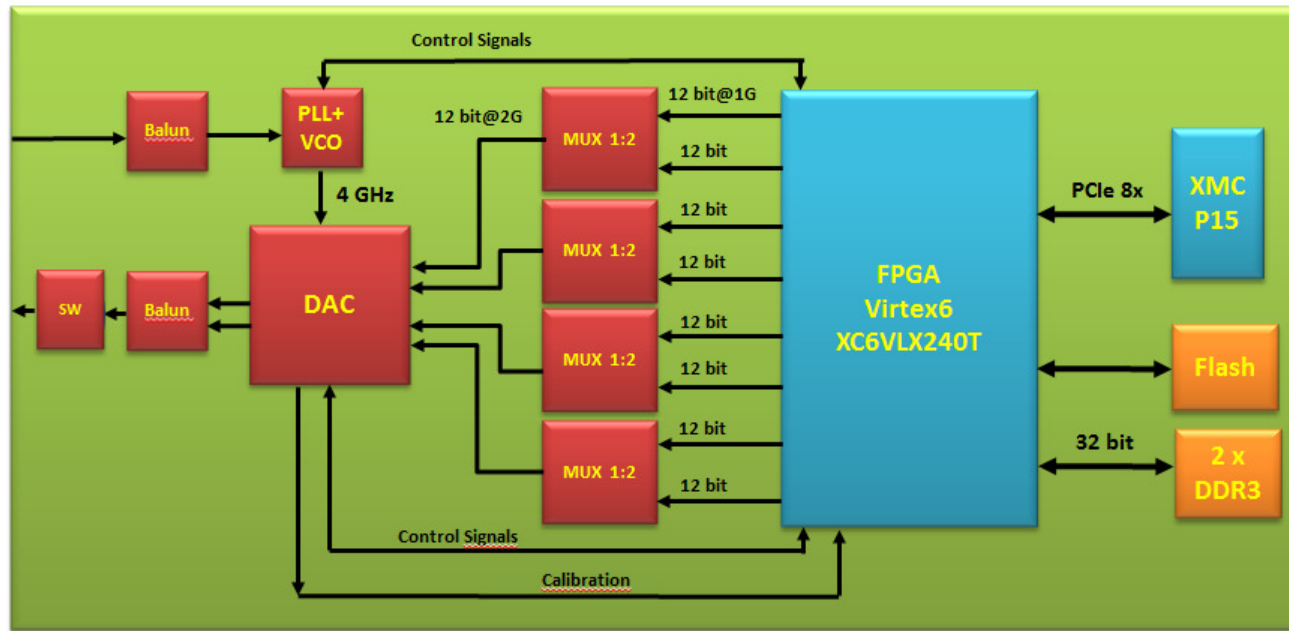 Control Signals
Balun
PLL+
VCO
12 bit@2G
MUX 1:2
12 bit@1G
12 bit
4 GHz
MUX 1:2
12 bit
12 bit
SW
Balun
DAC
MUX 1:2
12 bit
12 bit
MUX 1:2
12 bit
12 bit
FPGA
Virtex6
XC6VLX240T
PCIe 8x
XMC
P15
Flash
32 bit
2 x
DDR3
Control Signals
Calibration